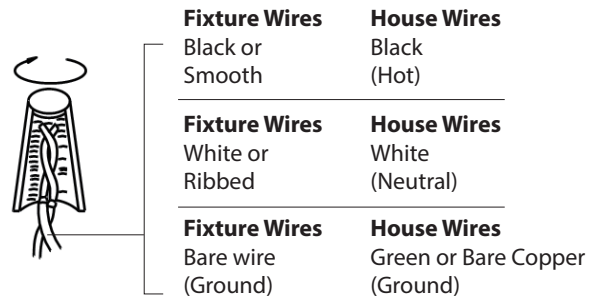 Fixture Wires House Wires
Black or Black
Smooth (Hot)
Fixture Wires House Wires
White or White
Ribbed (Neutral)
Fixture Wires House Wires
Bare wire Green or Bare Copper
(Ground) (Ground)